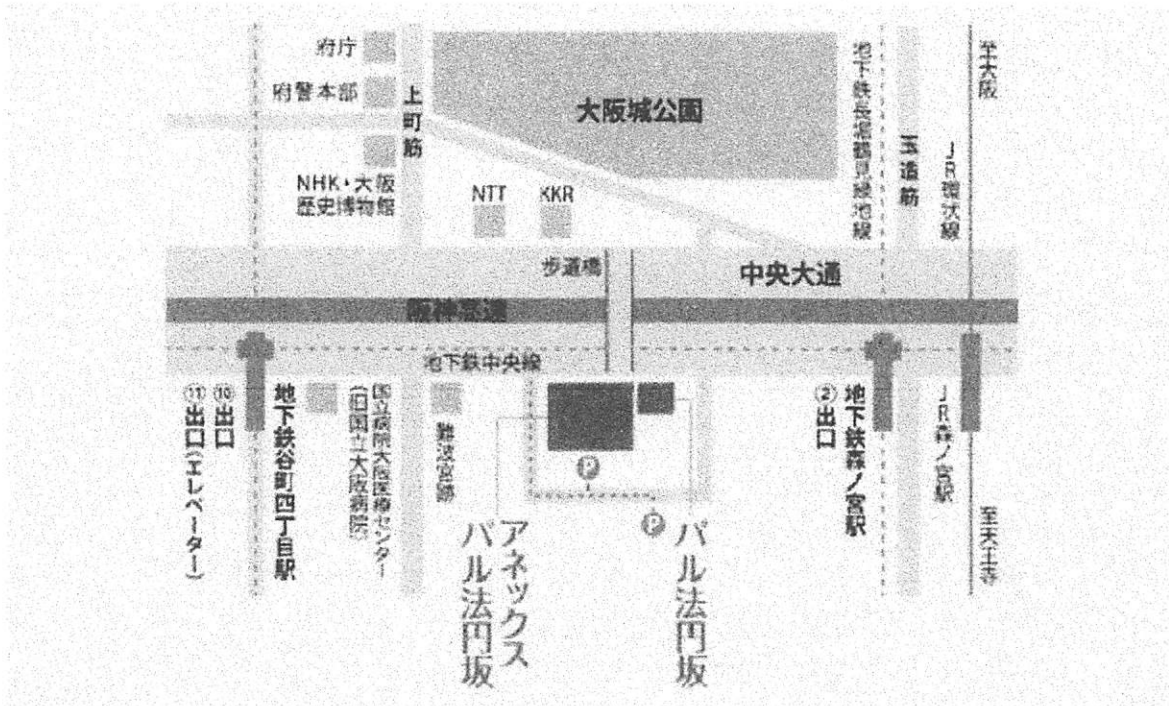 府庁
府警本部
上町筋
大阪城公園
地下鉄長堀鶴見緑地線
玉造筋
JR環状線
至大阪
NHK・大阪
歴史博物館
NTT
KKR
歩道橋
中央大通
阪神高速
地下鉄中央線
⑪出口(エレベーター)
⑩出口
地下鉄谷町四丁目駅
国立病院大阪医療センター
(旧国立大阪病院)
難波宮跡
P
P
アネックス
パル法円坂
パル法円坂
②出口
地下鉄森ノ宮駅
JR森ノ宮駅
至天王寺